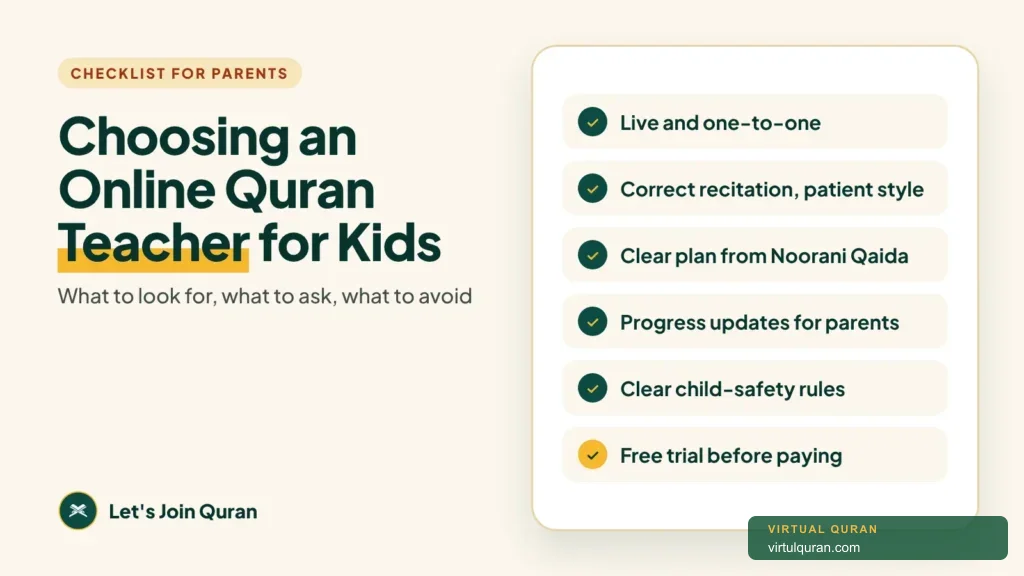 CHECKLIST FOR PARENTS
Choosing an
Online Quran
Teacher for Kids
What to look for, what to ask, what to avoid
Let's Join Quran
Live and one-to-one
Correct recitation, patient style
Clear plan from Noorani Qaida
Progress updates for parents
Clear child-safety rules
Free trial before paying
VIRTUAL QURAN
virtulquran.com